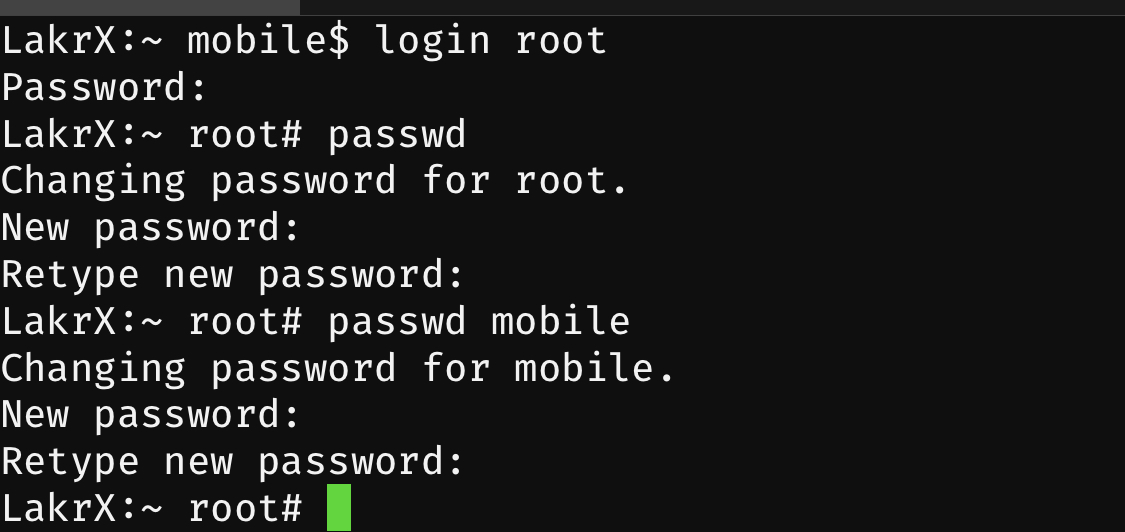 LakrX:~ mobile$ login root
Password:
LakrX:~ root# passwd
Changing password for root.
New password:
Retype new password:
LakrX:~ root# passwd mobile
Changing password for mobile.
New password:
Retype new password:
LakrX:~ root#